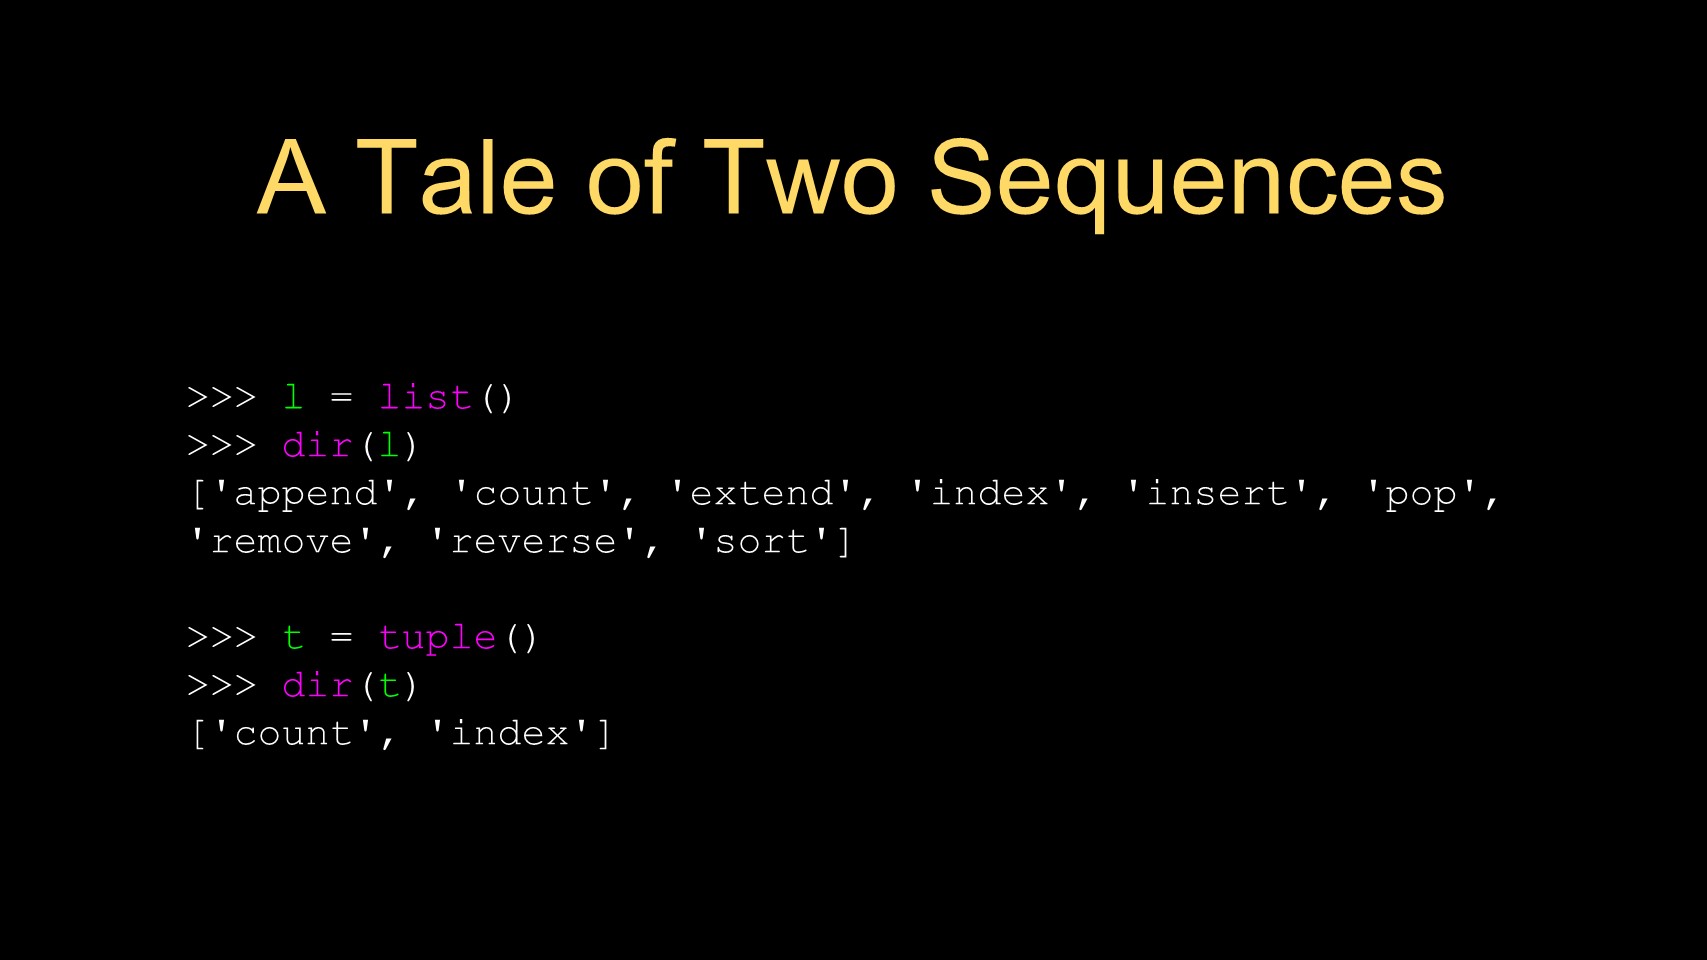 A Tale of Two Sequences
>>> l = list()
>>> dir(l)
['append', 'count', 'extend', 'index', 'insert', 'pop',
'remove', 'reverse', 'sort']
>>> t = tuple()
>>> dir(t)
['count', 'index']